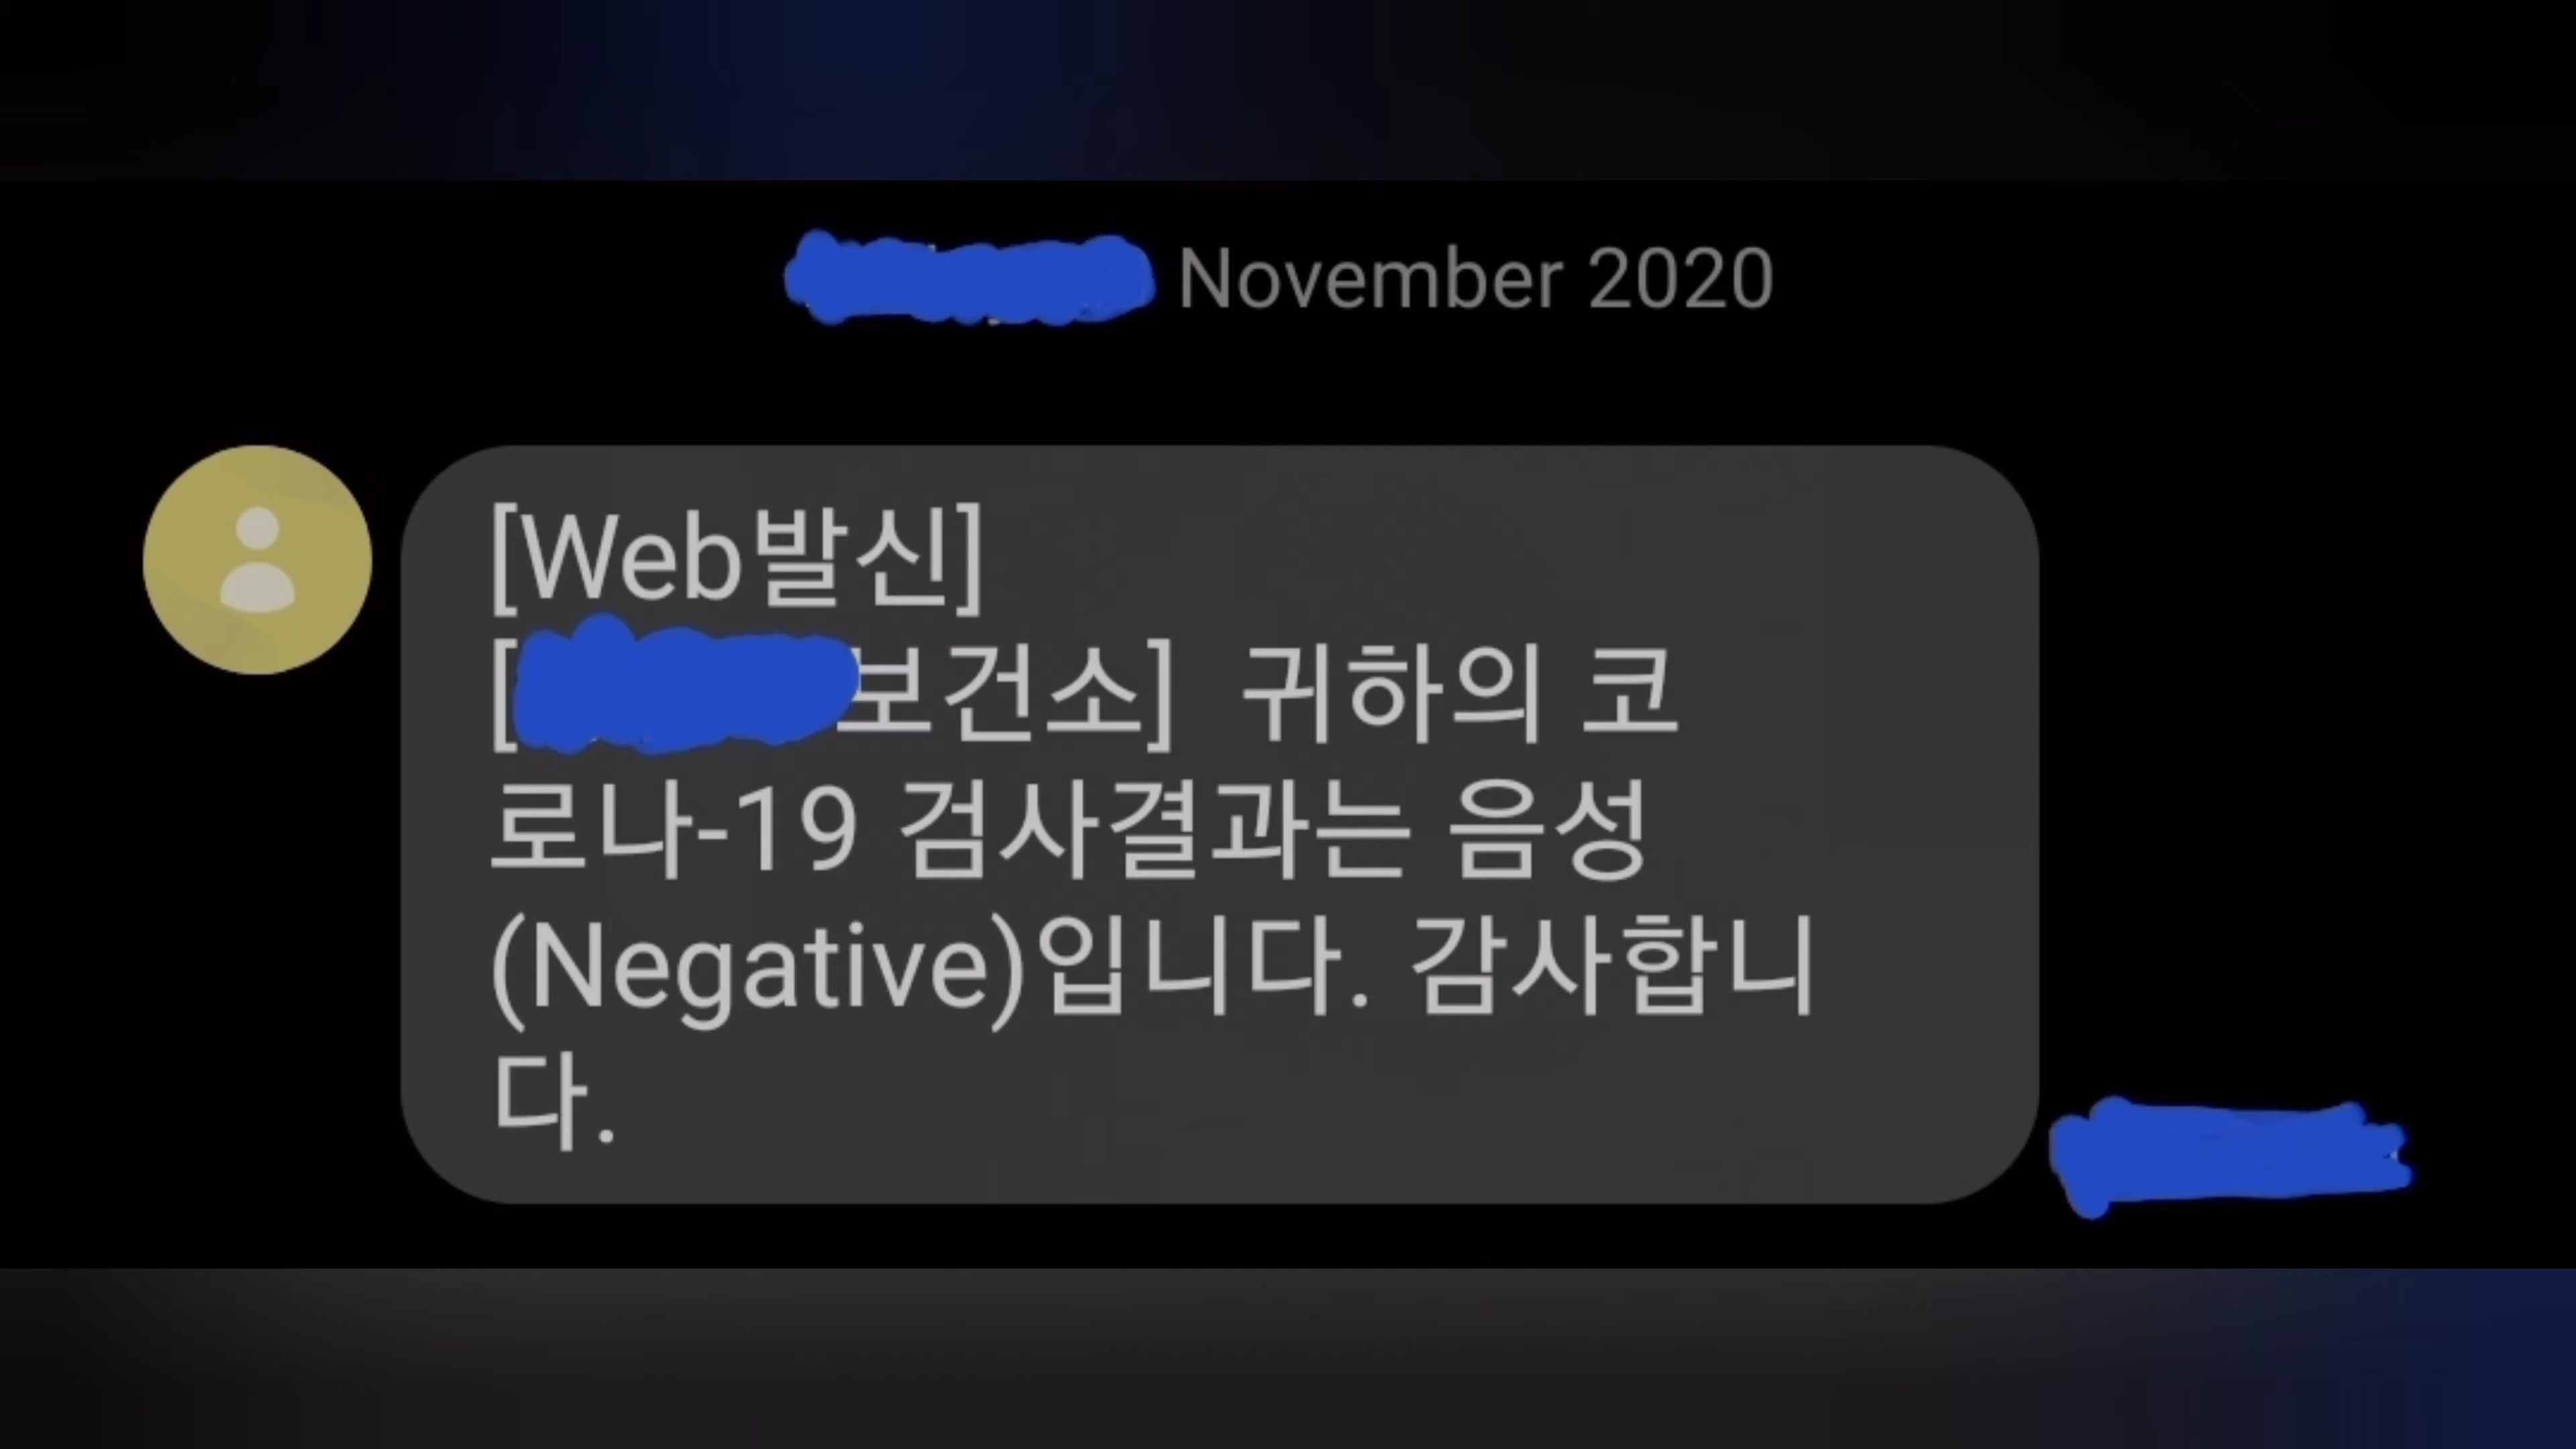 November 2020
[Web발신]
[보건소] 귀하의 코
로나-19 검사결과는 음성
(Negative)입니다. 감사합니
다.